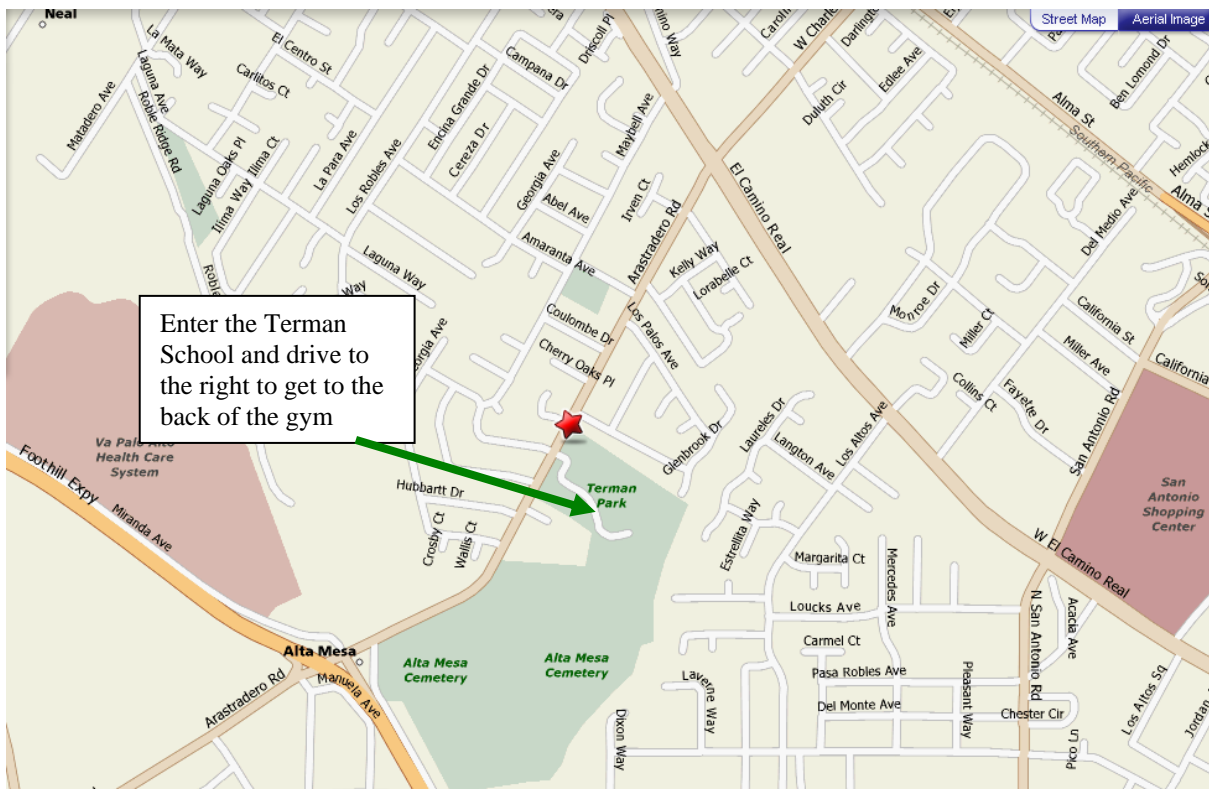 Neal
La Mata Way
El Centro St
Driscoll Pl
W Charle
Street Map
Aerial Image
Matadero Ave
Laguna Ave
Roble Ridge Rd
Carlitos Ct
Campana Dr
Encina Grande Dr
Cereza Dr
Maybell Ave
Duluth Cir
Edlee Ave
Darlin
Ben Lomond Dr
Alma St
Southern Pacific
Hemlock
Alma S
Laguna Oaks Pl
Ilima Way
Ilima Ct
La Para Ave
Los Robles Ave
Georgia Ave
Abel Ave
Irven Ct
El Camino Real
Del Medio Ave
Amaranta Ave
Arastradero Rd
Kelly Way
Lorabelle Ct
Laguna Way
Way
Monroe Dr
California St
Miller Ct
Miller Ave
California
Enter the Terman
School and drive to
the right to get to the
back of the gym
Coulombe Dr
Los Palos Ave
Cherry Oaks Pl
Collins Ct
Fayette Dr
San Antonio Rd
Va Palo Alto
Health Care
System
Laureles Dr
Langton Ave
Los Altos Ave
Glenbrook Dr
Foothill Expy
Miranda Ave
Hubbartt Dr
Terman
Park
San
Antonio
Shopping
Center
Crosby Ct
Wallis Ct
Estrellita Way
Margarita Ct
Mercedes Ave
W El Camino Real
Loucks Ave
N San Antonio Rd
Acacia Ave
Carmel Ct
Alta Mesa
Alta Mesa
Cemetery
Alta Mesa
Cemetery
Pasa Robles Ave
Pleasant Way
Arastradero Rd
Manuela Ave
Laverne Way
Del Monte Ave
Chester Cir
Los Altos Sq
Jordan
Dixon Way
Pico Ln